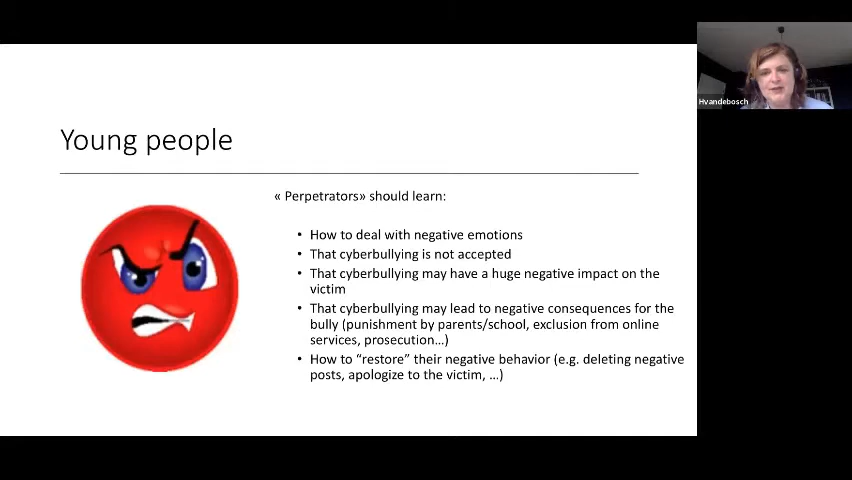 Hvandebosch
Young people
« Perpetrators» should learn:
• How to deal with negative emotions
• That cyberbullying is not accepted
• That cyberbullying may have a huge negative impact on the
victim
• That cyberbullying may lead to negative consequences for the
bully (punishment by parents/school, exclusion from online
services, prosecution…)
• How to “restore” their negative behavior (e.g. deleting negative
posts, apologize to the victim, …)